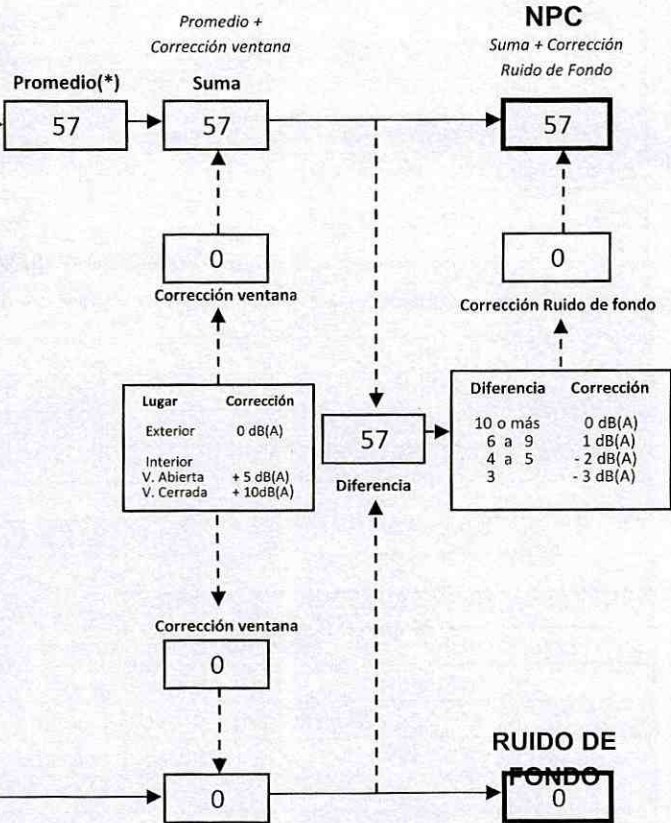 Promedio +
Corrección ventana
NPC
Suma + Corrección
Ruido de Fondo
Promedio(*)
Suma
57
57
57
0
Corrección ventana
0
Corrección Ruido de fondo
Lugar Corrección
Exterior 0 dB(A)
Interior
V. Abierta + 5 dB(A)
V. Cerrada + 10dB(A)
57
Diferencia
Diferencia Corrección
10 o más 0 dB(A)
6 a 9 1 dB(A)
4 a 5 - 2 dB(A)
3 - 3 dB(A)
Corrección ventana
0
0
RUIDO DE
FONDO
0